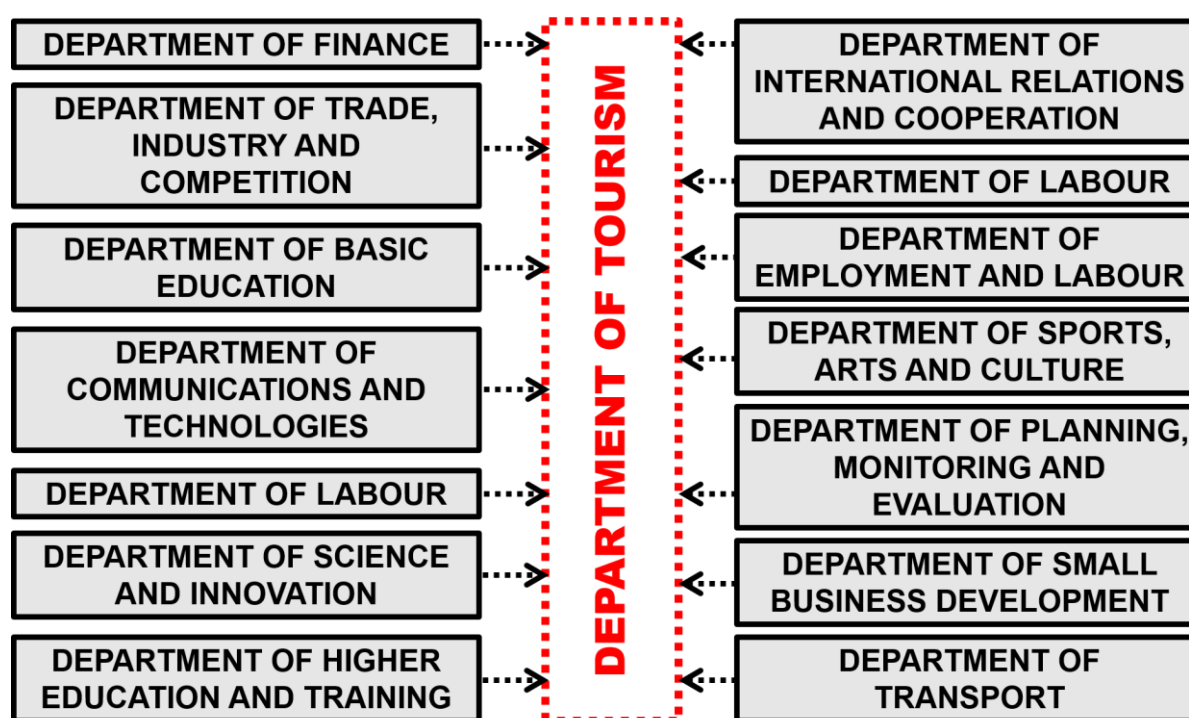 DEPARTMENT OF FINANCE
DEPARTMENT OF TRADE,
INDUSTRY AND
COMPETITION
DEPARTMENT OF BASIC
EDUCATION
DEPARTMENT OF
COMMUNICATIONS AND
TECHNOLOGIES
DEPARTMENT OF LABOUR
DEPARTMENT OF SCIENCE
AND INNOVATION
DEPARTMENT OF HIGHER
EDUCATION AND TRAINING
DEPARTMENT OF TOURISM
DEPARTMENT OF
INTERNATIONAL RELATIONS
AND COOPERATION
DEPARTMENT OF LABOUR
DEPARTMENT OF
EMPLOYMENT AND LABOUR
DEPARTMENT OF SPORTS,
ARTS AND CULTURE
DEPARTMENT OF PLANNING,
MONITORING AND
EVALUATION
DEPARTMENT OF SMALL
BUSINESS DEVELOPMENT
DEPARTMENT OF
TRANSPORT